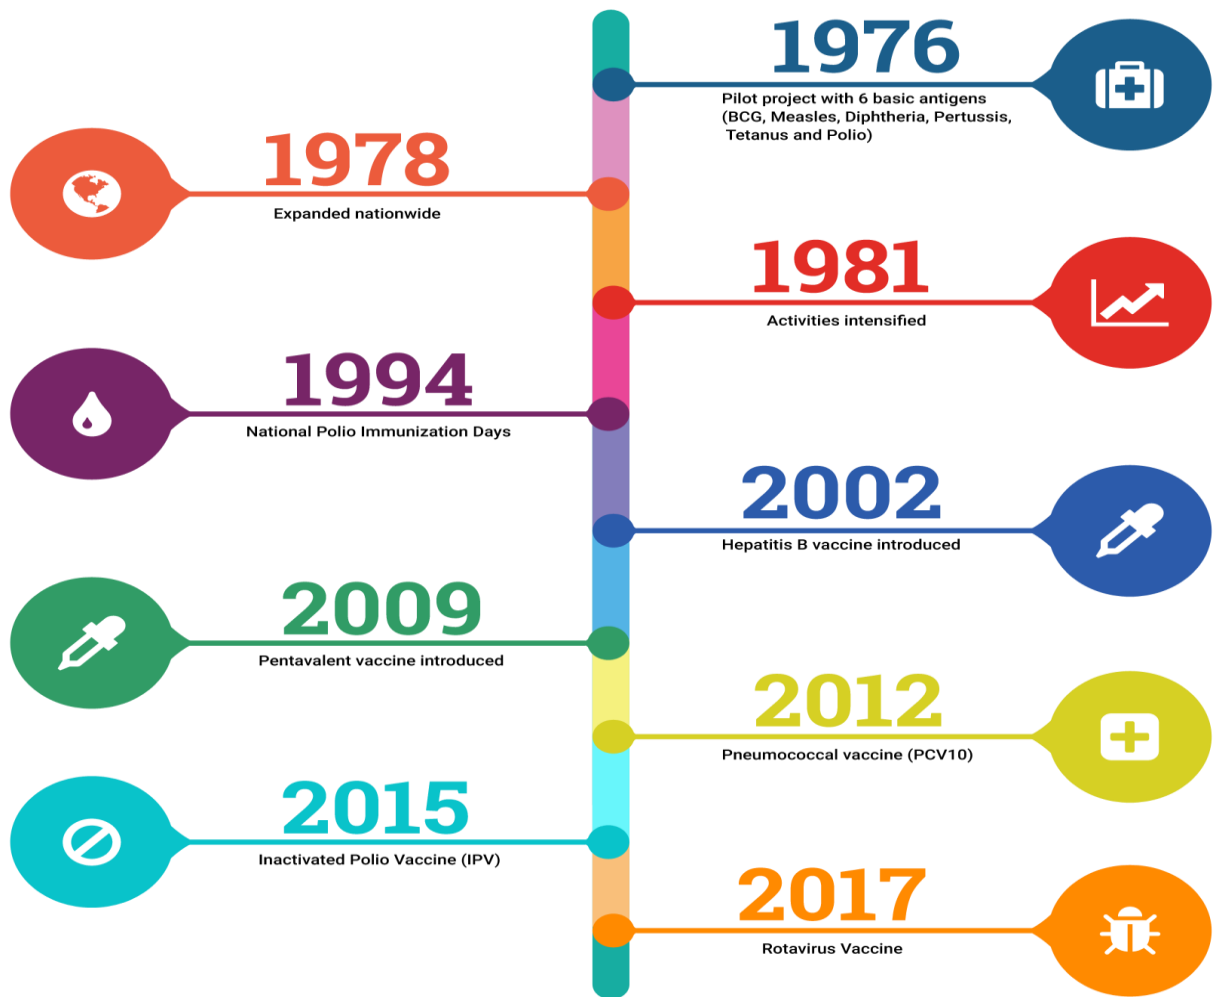 1976
Pilot project with 6 basic antigens
(BCG, Measles, Diphtheria, Pertussis,
Tetanus and Polio)
1978
Expanded nationwide
1981
Activities intensified
1994
National Polio Immunization Days
2002
Hepatitis B vaccine introduced
2009
Pentavalent vaccine introduced
2012
Pneumococcal vaccine (PCV10)
2015
Inactivated Polio Vaccine (IPV)
2017
Rotavirus Vaccine